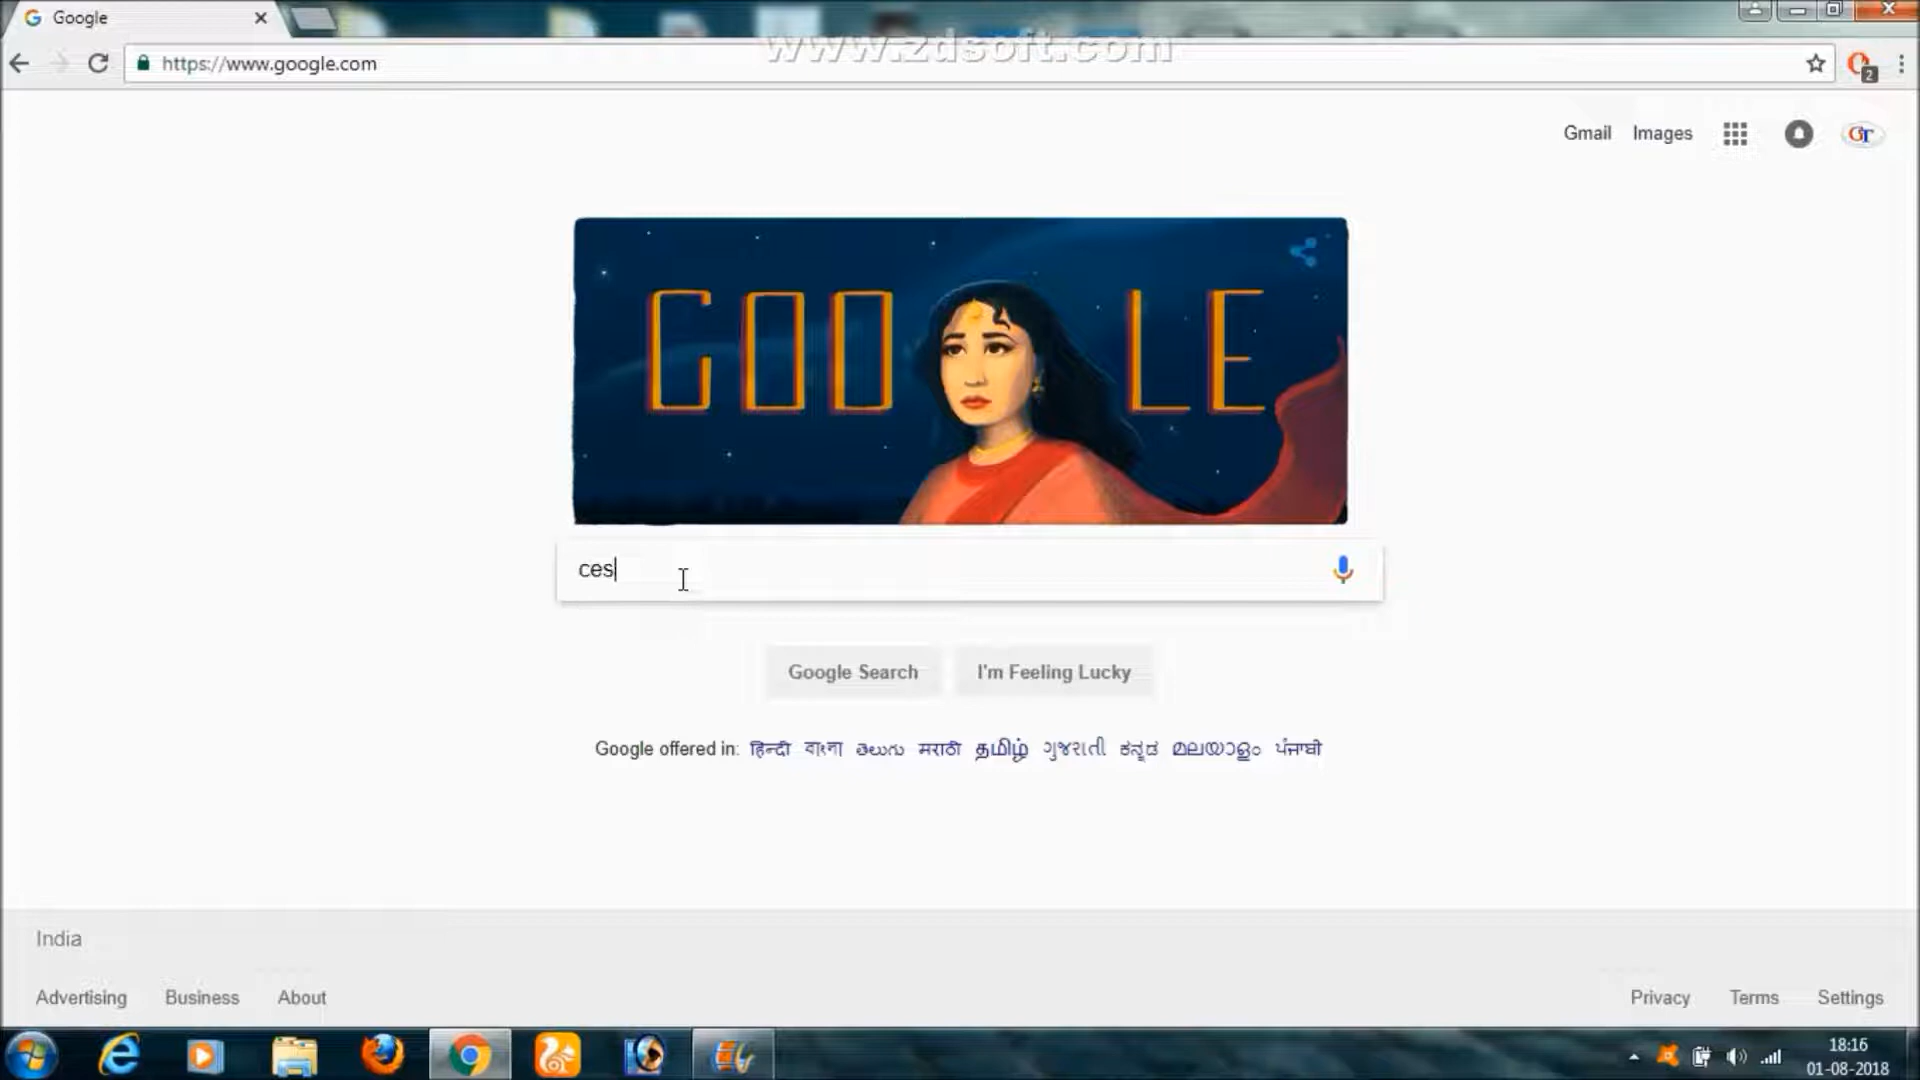 Google
www.zdsoft.com
https://www.google.com
2
Gmail Images
GT
GOO LE
ces
Google Search I'm Feeling Lucky
Google offered in: हिन्दी বাংলা తెలుగు मराठी தமிழ் ગુજરાતી ಕನ್ನಡ മലയാളം ਪੰਜਾਬੀ
India
Advertising Business About Privacy Terms Settings
18:16
01-08-2018